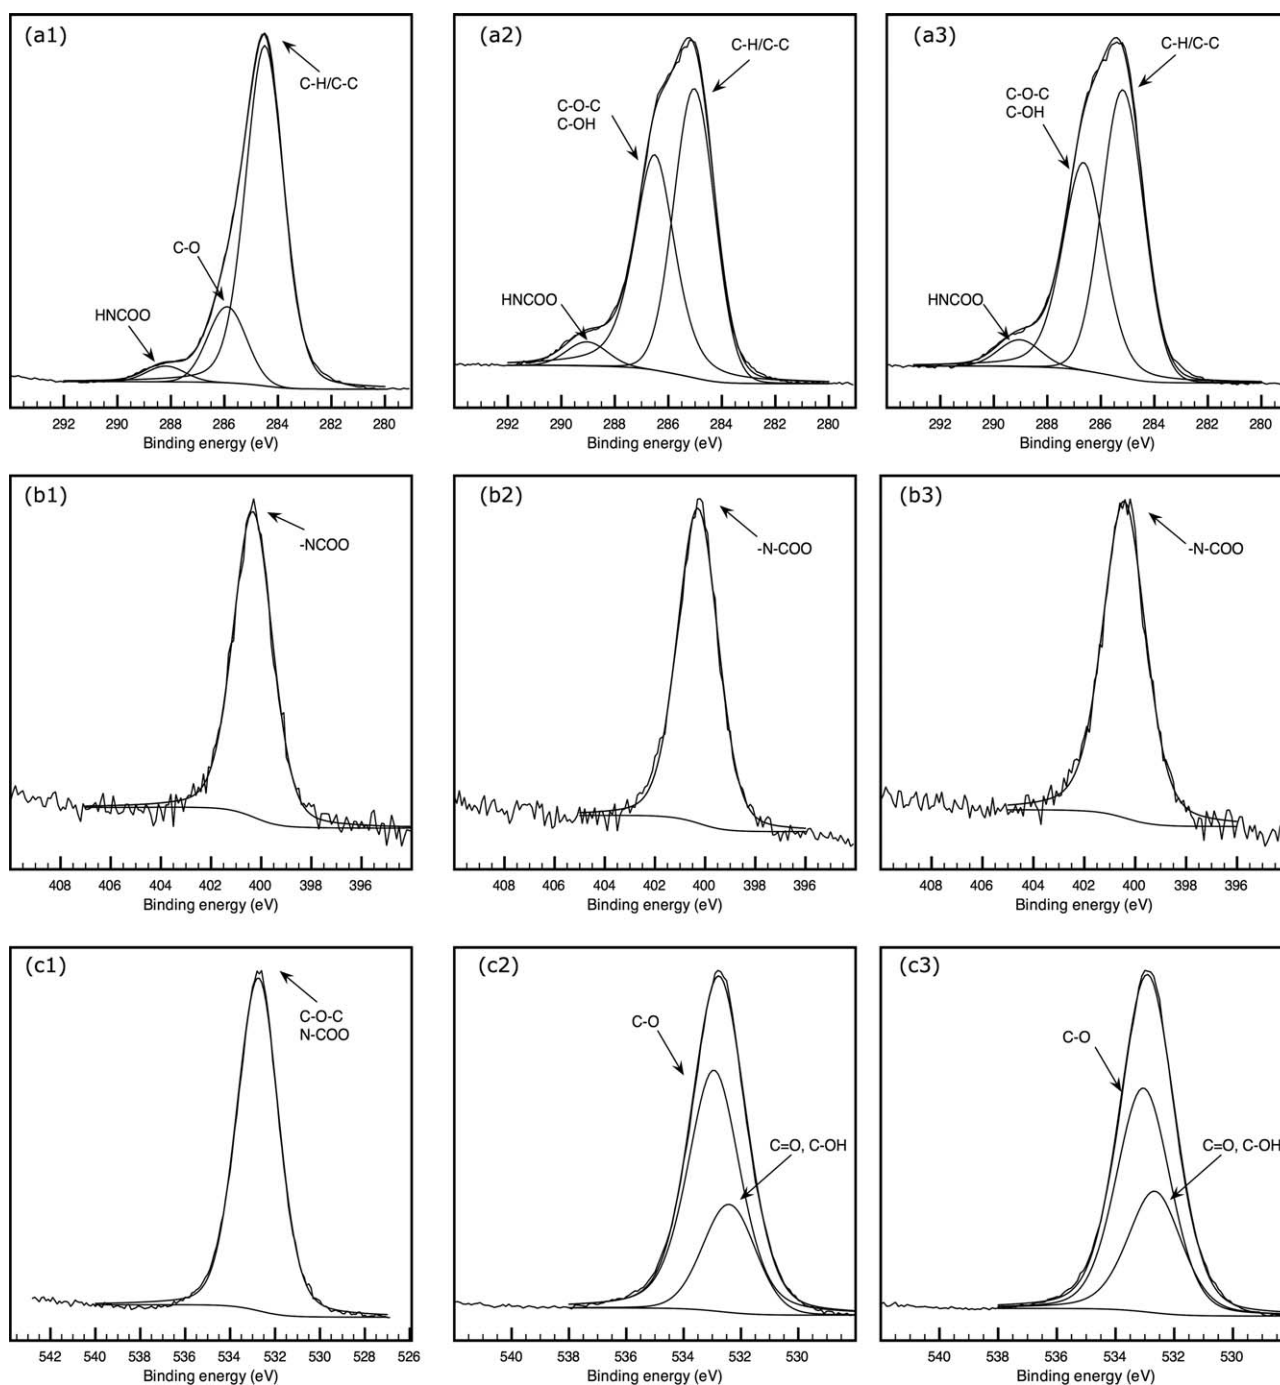 (a1)
C-H/C-C
C-O
HNCOO
292 290 288 286 284 282 280
Binding energy (eV)
(a2)
C-H/C-C
C-O-C
C-OH
HNCOO
292 290 288 286 284 282 280
Binding energy (eV)
(a3)
C-H/C-C
C-O-C
C-OH
HNCOO
292 290 288 286 284 282 280
Binding energy (eV)
(b1)
-NCOO
408 406 404 402 400 398 396
Binding energy (eV)
(b2)
-N-COO
408 406 404 402 400 398 396
Binding energy (eV)
(b3)
-N-COO
408 406 404 402 400 398 396
Binding energy (eV)
(c1)
C-O-C
N-COO
542 540 538 536 534 532 530 528 526
Binding energy (eV)
(c2)
C-O
C=O, C-OH
540 538 536 534 532 530
Binding energy (eV)
(c3)
C-O
C=O, C-OH
540 538 536 534 532 530
Binding energy (eV)